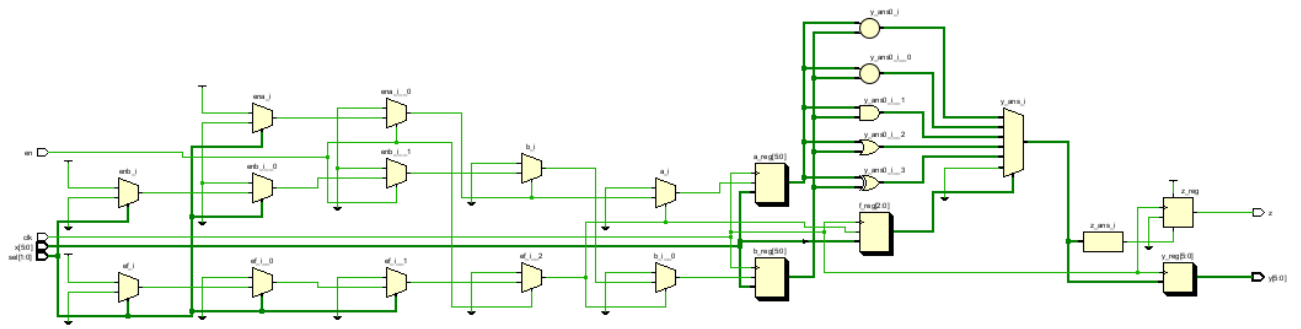 y_ans0_i
y_ans0_i__0
ena_i
ena_i__0
y_ans0_i__1
y_ans_i
en
enb_i
enb_i__0
enb_i__1
b_i
a_i
a_reg[5:0]
y_ans0_i__2
y_ans0_i__3
z_reg
z
f_reg[2:0]
z_ans_i
clk
x[5:0]
sel[1:0]
ef_i
ef_i__0
ef_i__1
ef_i__2
b_i__0
b_reg[5:0]
y_reg[5:0]
y[5:0]